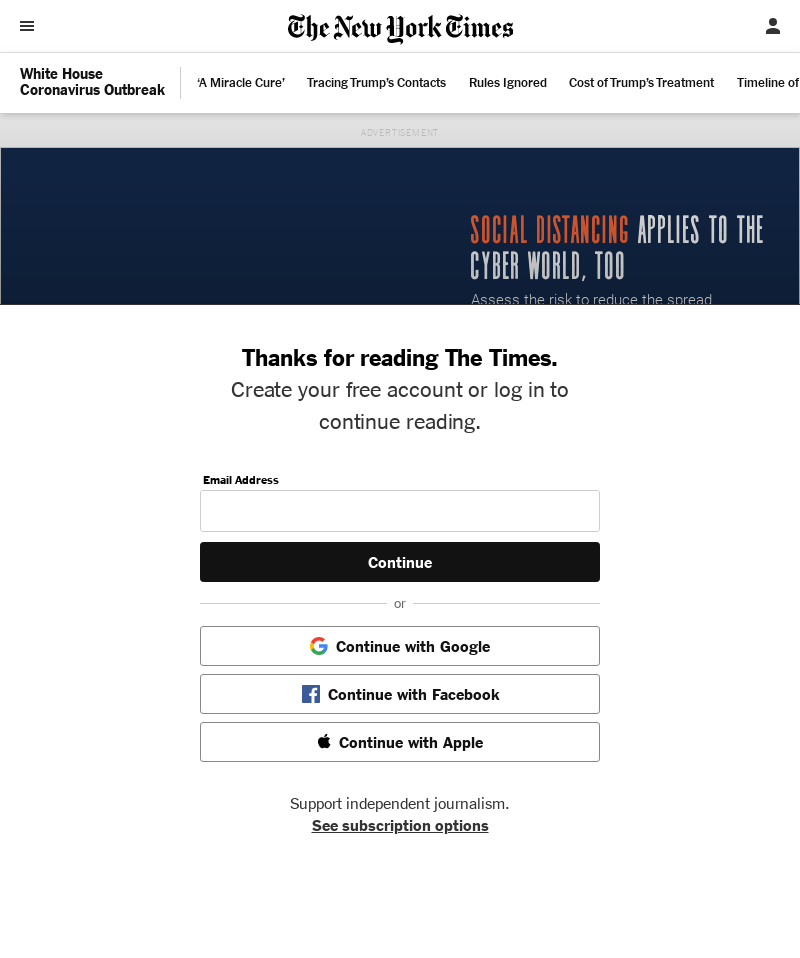 The New York Times
White House
Coronavirus Outbreak
‘A Miracle Cure’
Tracing Trump’s Contacts
Rules Ignored
Cost of Trump’s Treatment
Timeline of
ADVERTISEMENT
SOCIAL DISTANCING APPLIES TO THE
CYBER WORLD, TOO
Assess the risk to reduce the spread
Thanks for reading The Times.
Create your free account or log in to
continue reading.
Email Address
Continue
or
Continue with Google
Continue with Facebook
Continue with Apple
Support independent journalism.
See subscription options